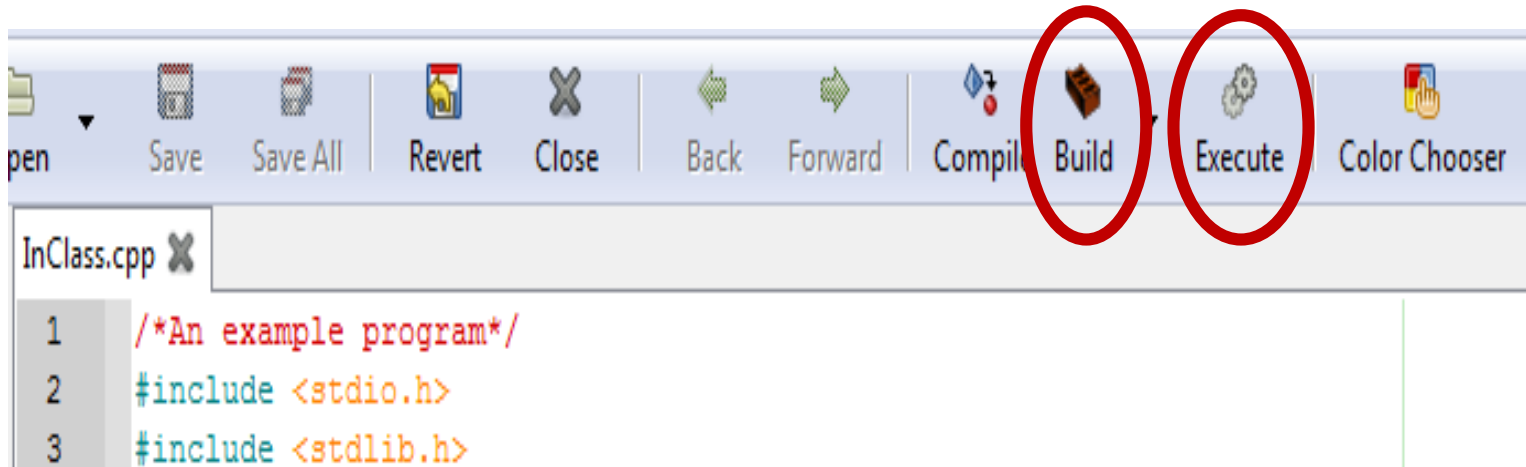 pen Save Save All Revert Close Back Forward Compile Build Execute Color Chooser
InClass.cpp
1 /*An example program*/
2 #include <stdio.h>
3 #include <stdlib.h>